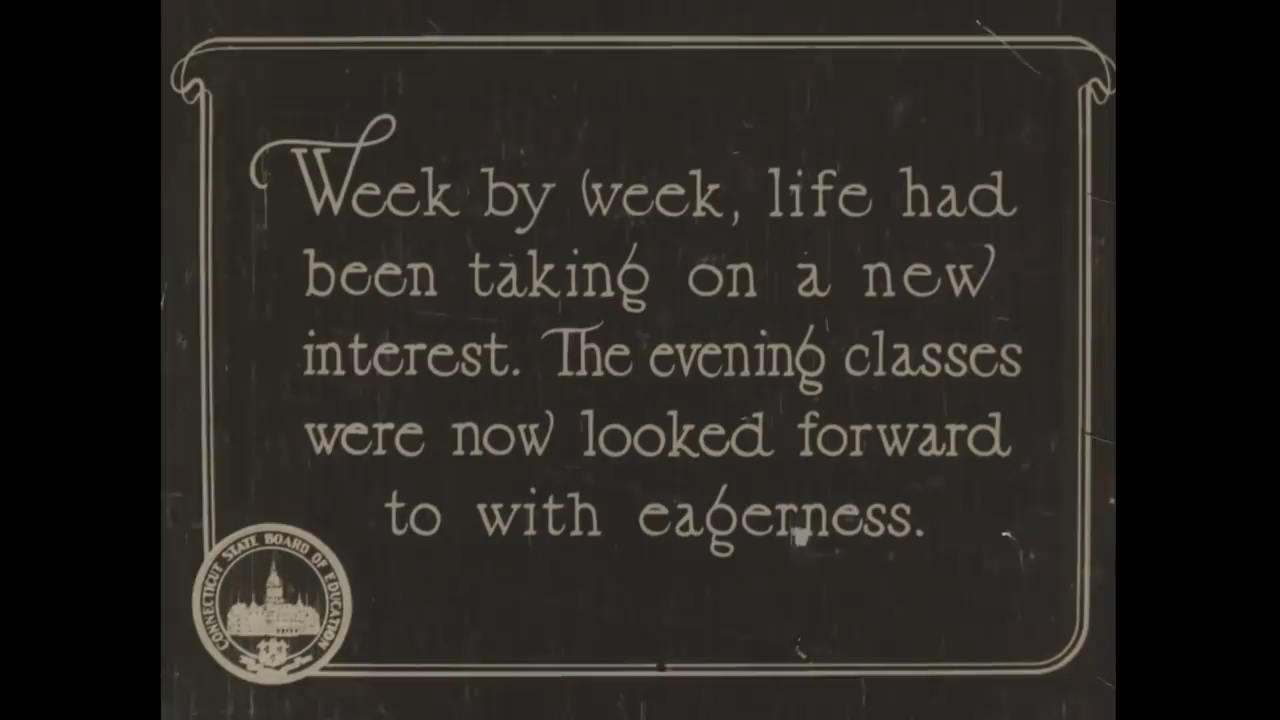 Week by week, life had
been taking on a new
interest. The evening classes
were now looked forward
to with eagerness.
CONNECTICUT STATE BOARD OF EDUCATION